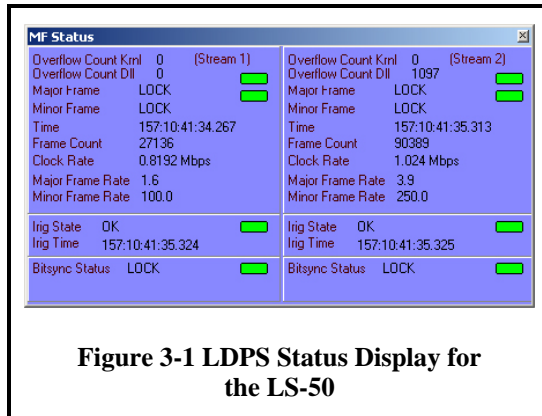 MF Status
Overflow Count Krnl 0 (Stream 1)
Overflow Count Dll 0
Major Frame LOCK
Minor Frame LOCK
Time 157:10:41:34.267
Frame Count 27136
Clock Rate 0.8192 Mbps
Major Frame Rate 1.6
Minor Frame Rate 100.0
Irig State OK
Irig Time 157:10:41:35.324
Bitsync Status LOCK
Overflow Count Krnl 0 (Stream 2)
Overflow Count Dll 1097
Major Frame LOCK
Minor Frame LOCK
Time 157:10:41:35.313
Frame Count 90389
Clock Rate 1.024 Mbps
Major Frame Rate 3.9
Minor Frame Rate 250.0
Irig State OK
Irig Time 157:10:41:35.325
Bitsync Status LOCK
Figure 3-1 LDPS Status Display for
the LS-50